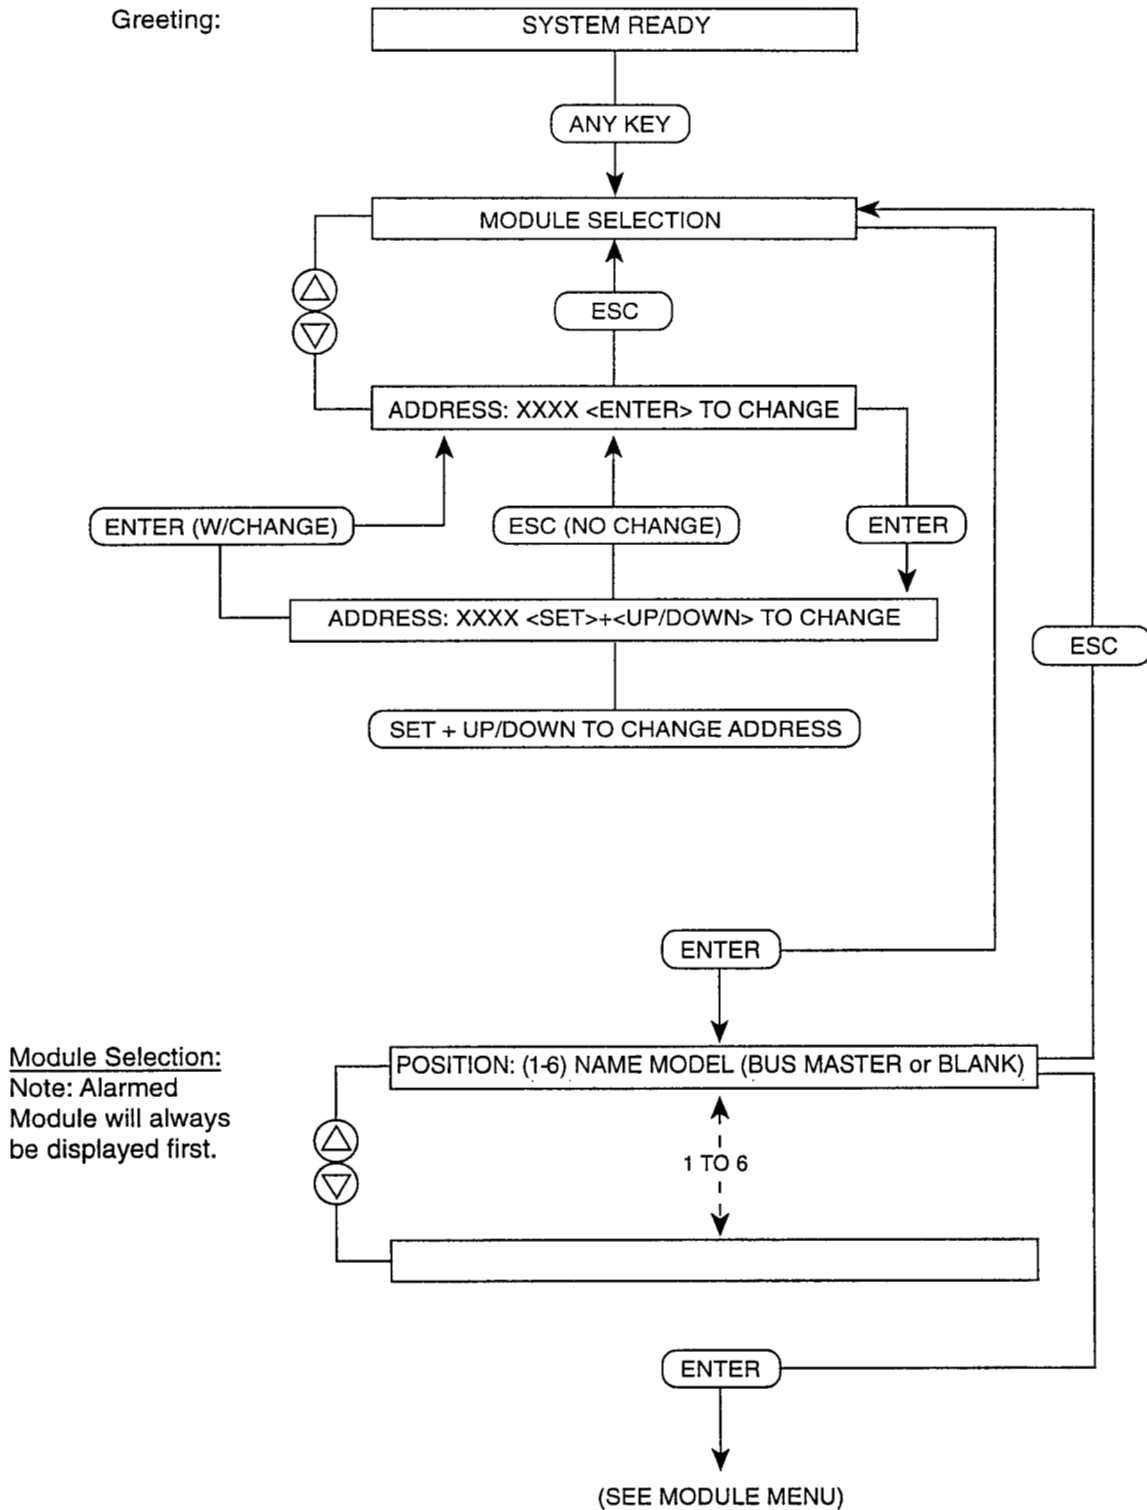 Greeting:
SYSTEM READY
ANY KEY
MODULE SELECTION
ESC
ADDRESS: XXXX <ENTER> TO CHANGE
ENTER (W/CHANGE)
ESC (NO CHANGE)
ENTER
ADDRESS: XXXX <SET>+<UP/DOWN> TO CHANGE
ESC
SET + UP/DOWN TO CHANGE ADDRESS
ENTER
POSITION: (1-6) NAME MODEL (BUS MASTER or BLANK)
Module Selection:
Note: Alarmed
Module will always
be displayed first.
1 TO 6
ENTER
(SEE MODULE MENU)